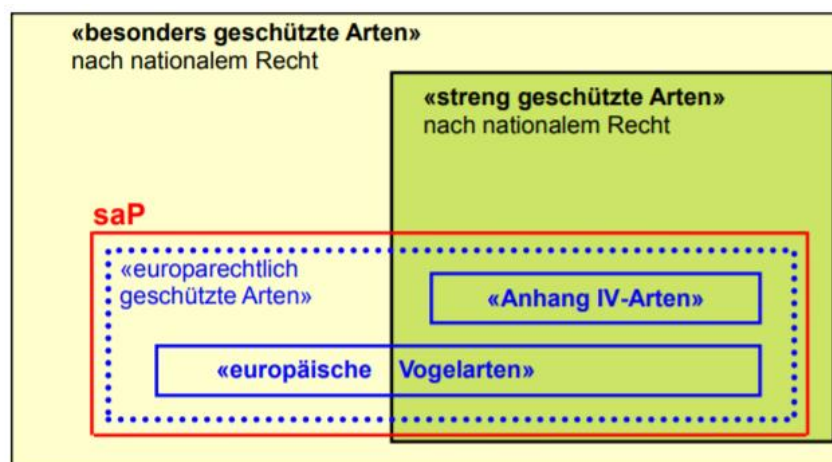 «besonders geschützte Arten»
nach nationalem Recht
«streng geschützte Arten»
nach nationalem Recht
saP
«europarechtlich
geschützte Arten»
«Anhang IV-Arten»
«europäische Vogelarten»